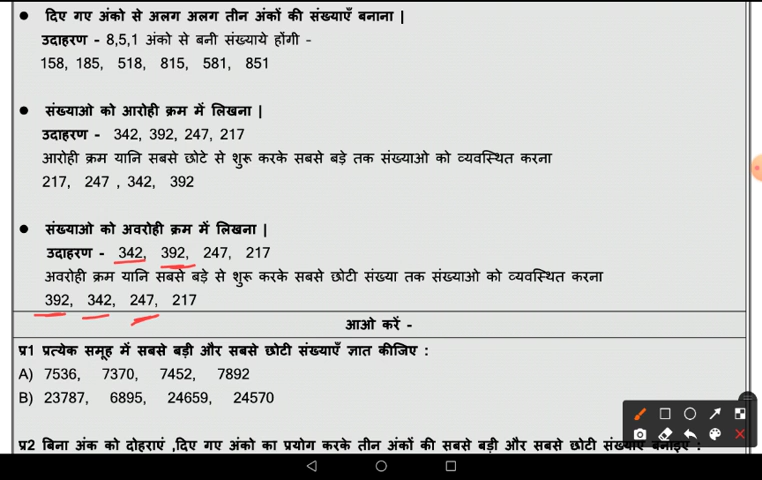 ● दिए गए अंको से अलग अलग तीन अंकों की संख्याएँ बनाना |
उदाहरण - 8,5,1 अंको से बनी संख्याये होंगी -
158, 185, 518, 815, 581, 851
● संख्याओ को आरोही क्रम में लिखना |
उदाहरण - 342, 392, 247, 217
आरोही क्रम यानि सबसे छोटे से शुरू करके सबसे बड़े तक संख्याओ को व्यवस्थित करना
217, 247 , 342, 392
● संख्याओ को अवरोही क्रम में लिखना |
उदाहरण - 342, 392, 247, 217
अवरोही क्रम यानि सबसे बड़े से शुरू करके सबसे छोटी संख्या तक संख्याओ को व्यवस्थित करना
392, 342, 247, 217
आओ करें -
प्र1 प्रत्येक समूह में सबसे बड़ी और सबसे छोटी संख्याएँ ज्ञात कीजिए :
A) 7536, 7370, 7452, 7892
B) 23787, 6895, 24659, 24570
प्र2 बिना अंक को दोहराएं ,दिए गए अंको का प्रयोग करके तीन अंकों की सबसे बड़ी और सबसे छोटी संख्याएँ बनाइए :